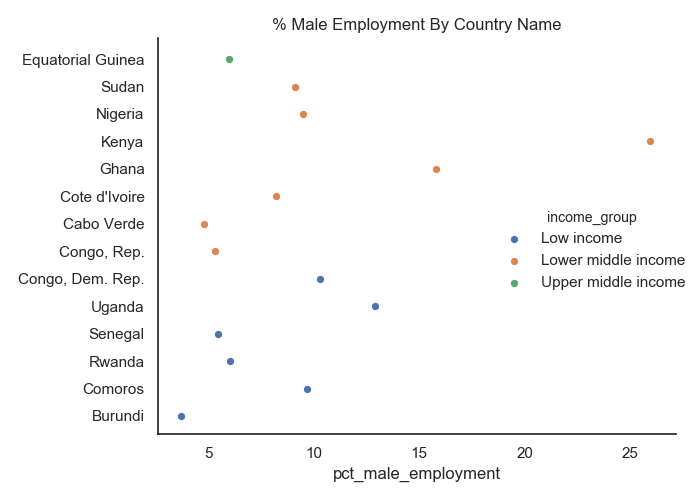 % Male Employment By Country Name
Equatorial Guinea
Sudan
Nigeria
Kenya
Ghana
Cote d'Ivoire
Cabo Verde
Congo, Rep.
Congo, Dem. Rep.
Uganda
Senegal
Rwanda
Comoros
Burundi
income_group
Low income
Lower middle income
Upper middle income
5 10 15 20 25
pct_male_employment